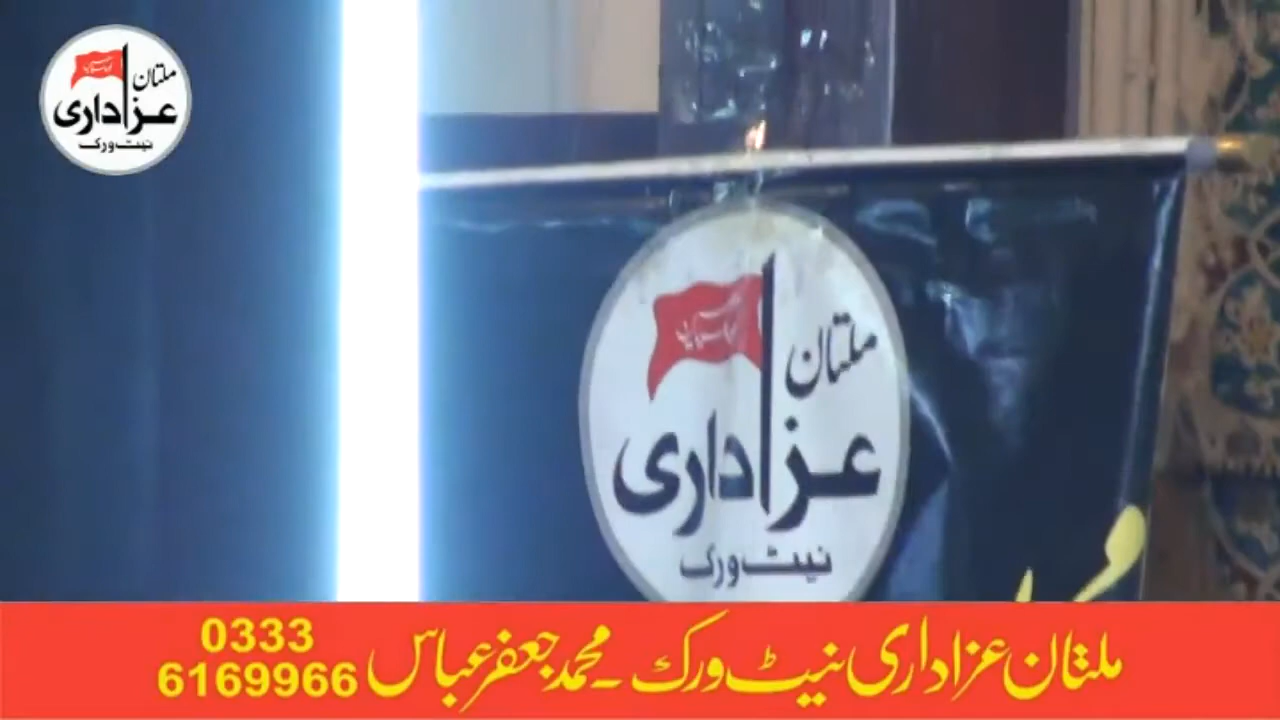 ملتان
عزاداری
نیٹ ورک
ملتان
عزاداری
نیٹ ورک
ملتان عزاداری نیٹ ورک ۔ محمد جعفر عباس
0333
6169966